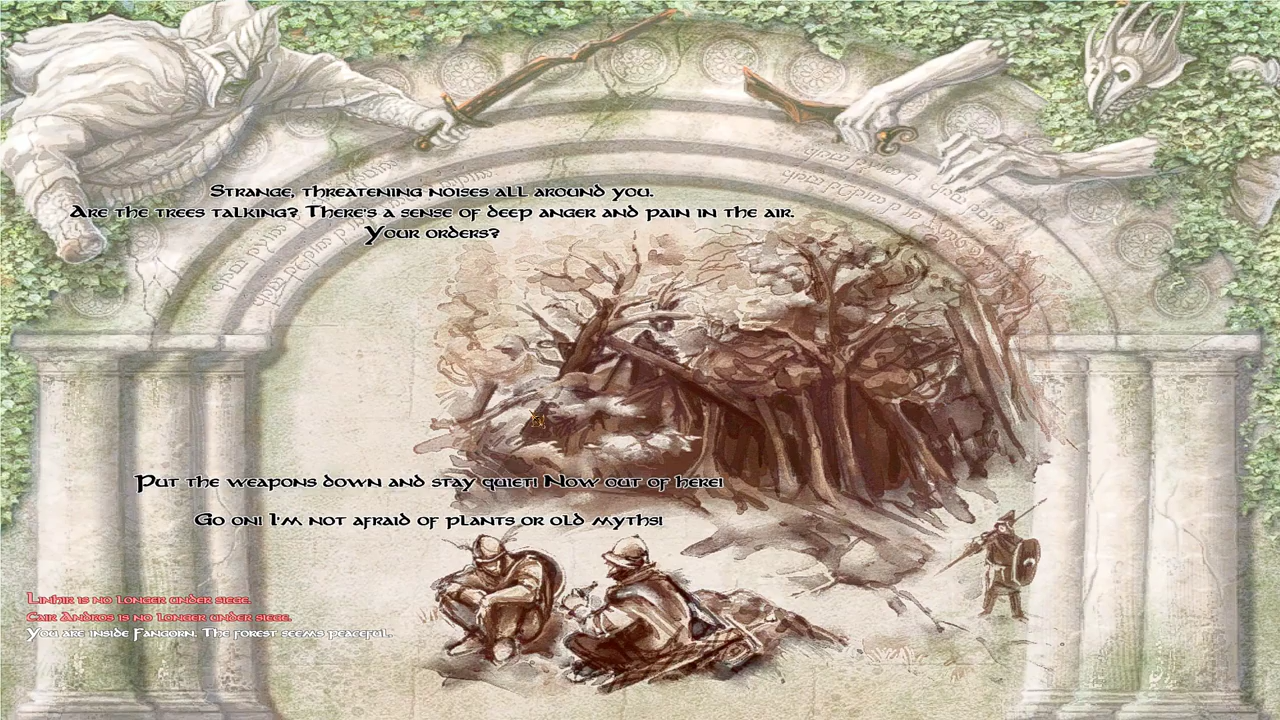 Strange, threatening noises all around you.
Are the trees talking? There's a sense of deep anger and pain in the air.
Your orders?
Put the weapons down and stay quiet! Now out of here!
Go on! I'm not afraid of plants or old myths!
Linhir is no longer under siege.
Cair Andros is no longer under siege.
You are inside Fangorn. The forest seems peaceful..